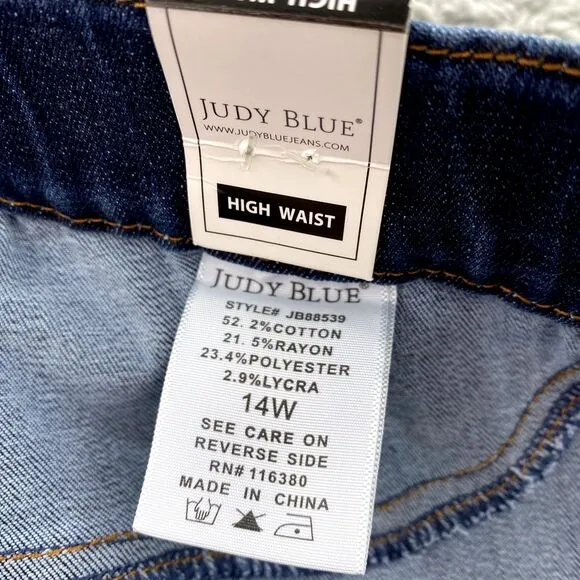 JUDY BLUE®
WWW.JUDYBLUEJEANS.COM
HIGH WAIST
JUDY BLUE®
STYLE# JB88539
52. 2%COTTON
21. 5%RAYON
23.4%POLYESTER
2.9%LYCRA
14W
SEE CARE ON
REVERSE SIDE
RN# 116380
MADE IN CHINA